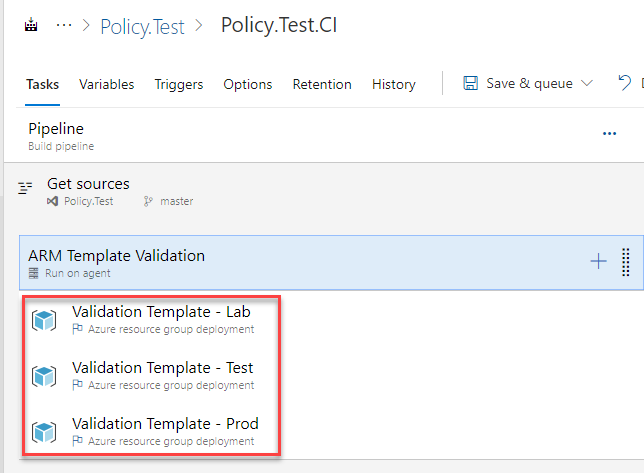 ··· > Policy.Test > Policy.Test.CI
Tasks Variables Triggers Options Retention History Save & queue
Pipeline
Build pipeline
Get sources
Policy.Test master
ARM Template Validation
Run on agent
Validation Template - Lab
Azure resource group deployment
Validation Template - Test
Azure resource group deployment
Validation Template - Prod
Azure resource group deployment